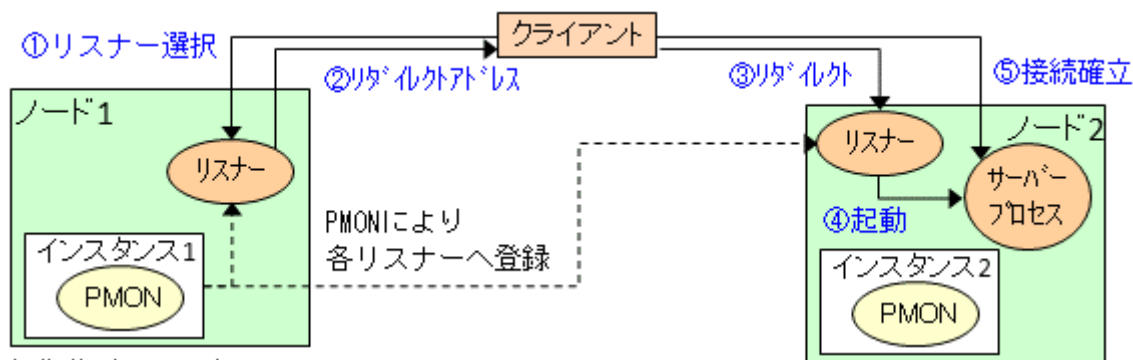 クライアント
①リスナー選択
②ﾘﾀﾞｲﾚｸﾄｱﾄﾞﾚｽ
③ﾘﾀﾞｲﾚｸﾄ
⑤接続確立
ノード1
リスナー
PMONにより
各リスナーへ登録
インスタンス1
PMON
ノード2
リスナー
サーバー
プロセス
④起動
インスタンス2
PMON